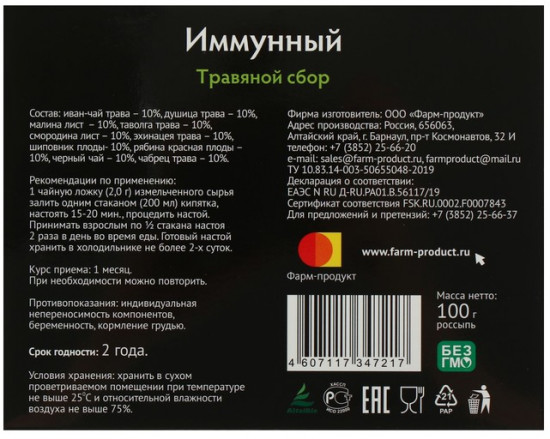 Иммунный
Травяной сбор
Состав: иван-чай трава – 10%, душица трава – 10%,
малина лист – 10%, таволга трава – 10%,
смородина лист – 10%, эхинацея трава – 10%,
шиповник плоды- 10%, рябина красная плоды –
10%, черный чай – 10%, чабрец трава – 10%.
Рекомендации по применению:
1 чайную ложку (2,0 г) измельченного сырья
залить одним стаканом (200 мл) кипятка,
настоять 15-20 мин., процедить настой.
Принимать взрослым по ½ стакана настоя
2 раза в день во время еды. Готовый настой
хранить в холодильнике не более 2-х суток.
Курс приема: 1 месяц.
При необходимости можно повторить.
Противопоказания: индивидуальная
непереносимость компонентов,
беременность, кормление грудью.
Срок годности: 2 года.
Условия хранения: хранить в сухом
проветриваемом помещении при температуре
не выше 25°С и относительной влажности
воздуха не выше 75%.
Фирма изготовитель: ООО «Фарм-продукт»
Адрес производства: Россия, 656063,
Алтайский край, г. Барнаул, пр-т Космонавтов, 32 И
телефон: +7 (3852) 25-66-20
e-mail: sales@farm-product.ru, farmproduct@mail.ru
ТУ 10.83.14-003-50655048-2019
Декларация о соответствии:
ЕАЭС N RU Д-RU.РА01.В.56117/19
Сертификат соответствия FSK.RU.0002.F0007843
Для предложений и претензий: +7 (3852) 25-66-37
Фарм-продукт
www.farm-product.ru
Масса нетто:
100 г
россыпь
4 607117 347217
БЕЗ
ГМО
ЕАС
21
PAP